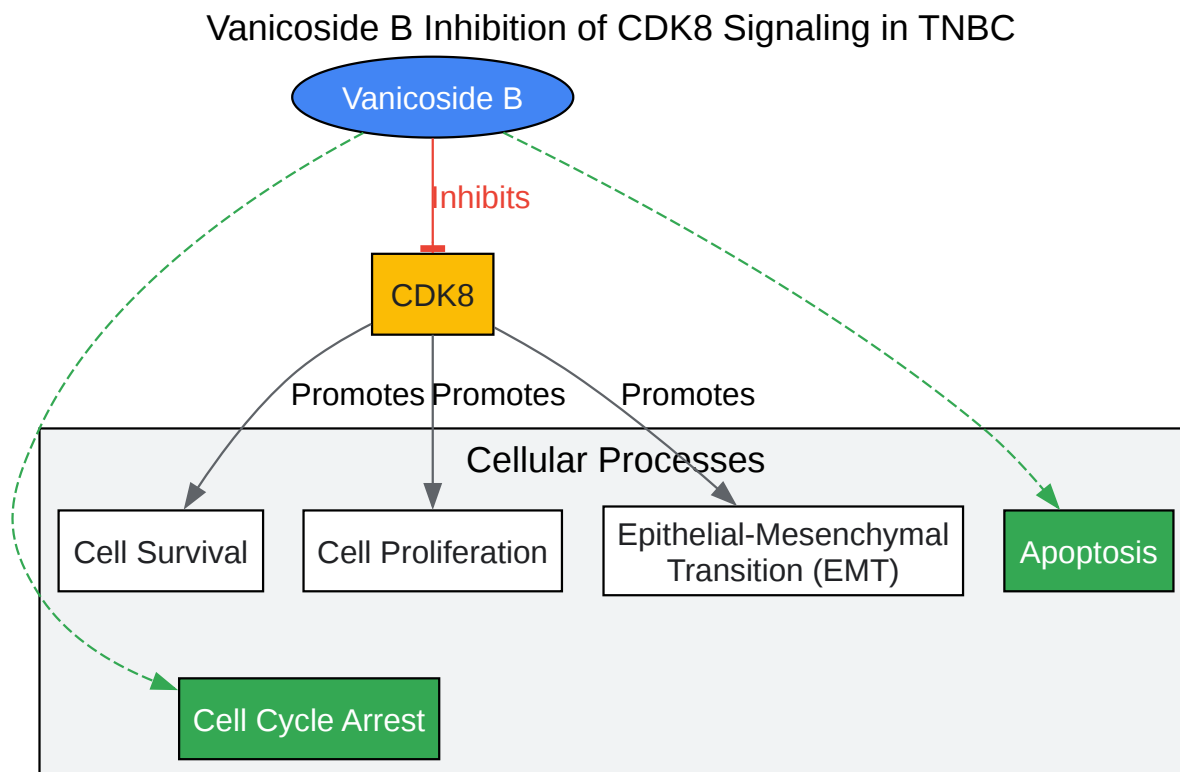 Vanicoside B Inhibition of CDK8 Signaling in TNBC
Vanicoside B
Inhibits
CDK8
Promotes
Promotes
Promotes
Cellular Processes
Cell Survival
Cell Proliferation
Epithelial-Mesenchymal
Transition (EMT)
Apoptosis
Cell Cycle Arrest